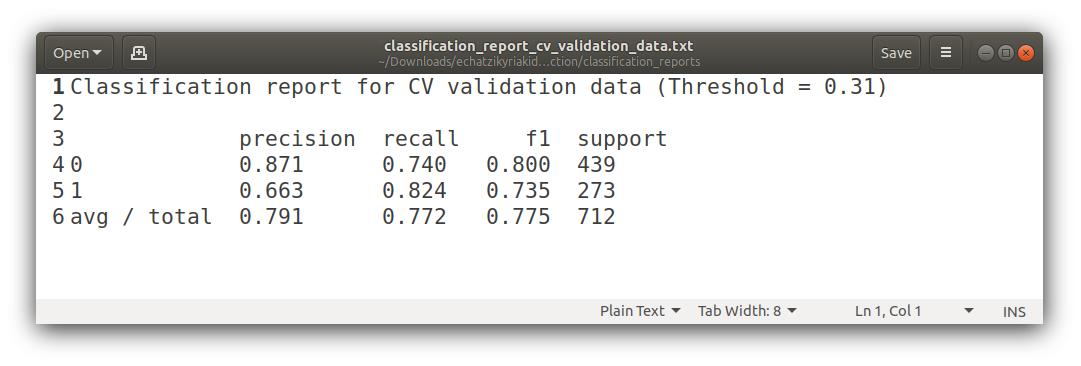 Open
classification_report_cv_validation_data.txt
~/Downloads/echatzikyriakid...ction/classification_reports
Save
1 Classification report for CV validation data (Threshold = 0.31)
2
3 precision recall f1 support
4 0 0.871 0.740 0.800 439
5 1 0.663 0.824 0.735 273
6 avg / total 0.791 0.772 0.775 712
Plain Text Tab Width: 8 Ln 1, Col 1 INS